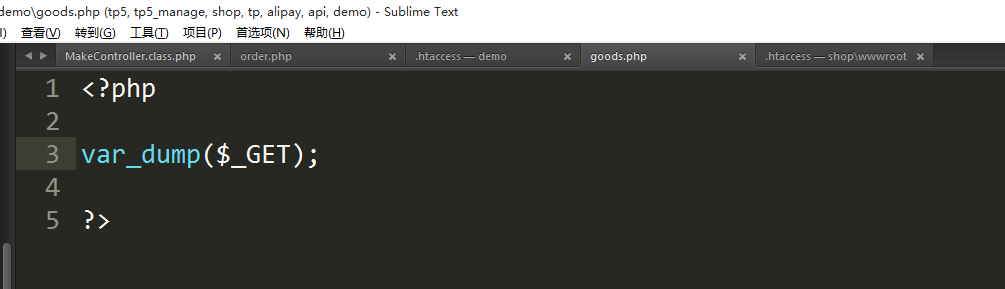 demo\goods.php (tp5, tp5_manage, shop, tp, alipay, api, demo) - Sublime Text
I) 查看(V) 转到(G) 工具(T) 项目(P) 首选项(N) 帮助(H)
MakeController.class.php × order.php × .htaccess — demo × goods.php × .htaccess — shop\wwwroot ×
1 <?php
2
3 var_dump($_GET);
4
5 ?>